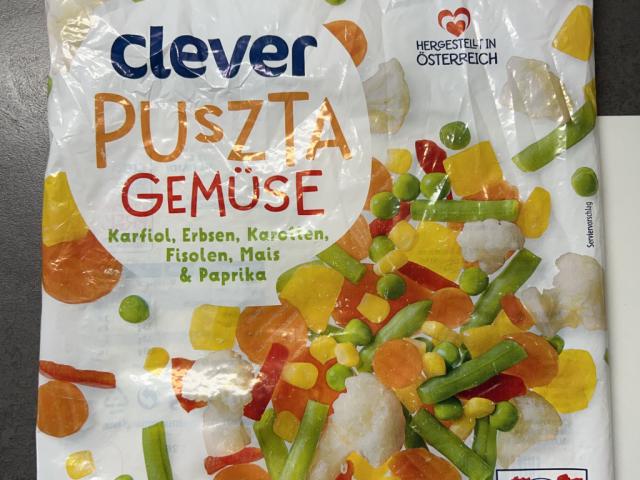 clever
HERGESTELLT IN
ÖSTERREICH
PUSZTA
GEMÜSE
Karfiol, Erbsen, Karotten,
Fisolen, Mais
& Paprika
Serviervorschlag